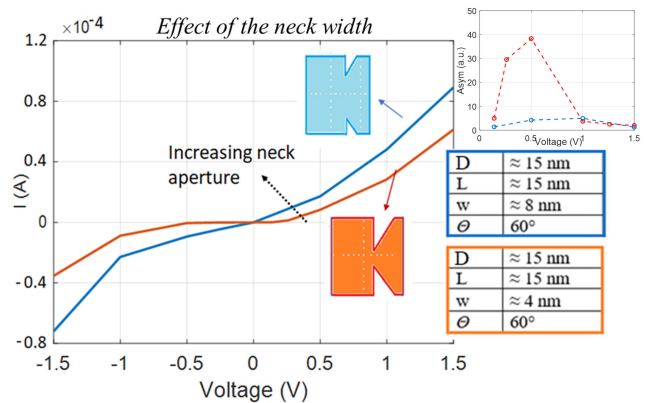 Effect of the neck width
×10⁻⁴
1.2
0.8
0.4
0
-0.4
-0.8
I (A)
-1.5 -1 -0.5 0 0.5 1 1.5
Voltage (V)
Increasing neck
aperture
50
40
30
20
10
0
Asym (a.u.)
0 0.5 1 1.5
Voltage (V)
D ≈ 15 nm
L ≈ 15 nm
w ≈ 8 nm
Θ 60°
D ≈ 15 nm
L ≈ 15 nm
w ≈ 4 nm
Θ 60°